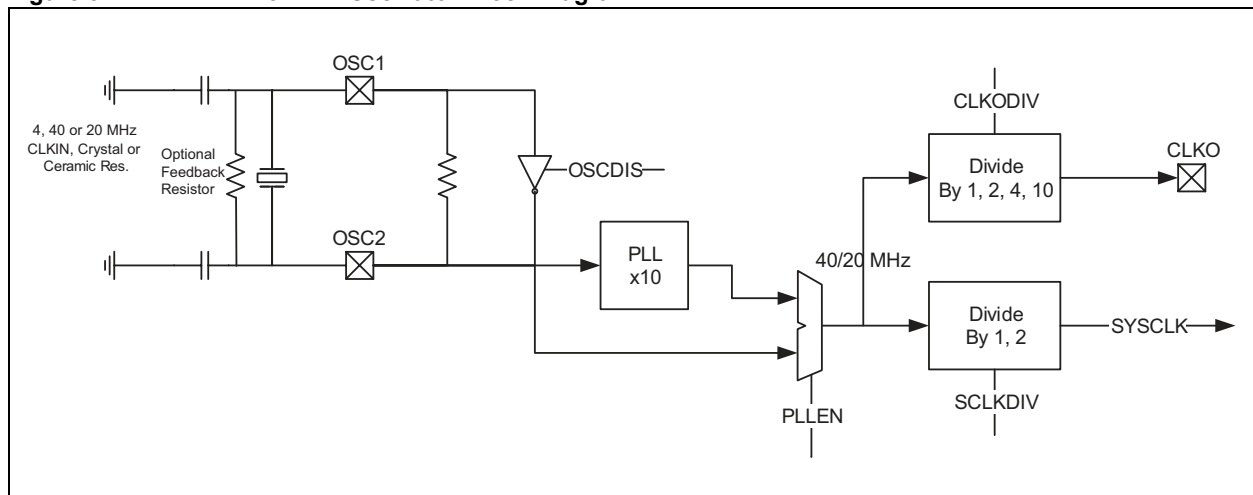 OSC1
OSC2
4, 40 or 20 MHz
CLKIN, Crystal or
Ceramic Res.
Optional
Feedback
Resistor
OSCDIS
PLL
x10
40/20 MHz
PLLEN
CLKODIV
Divide
By 1, 2, 4, 10
CLKO
Divide
By 1, 2
SYSCLK
SCLKDIV